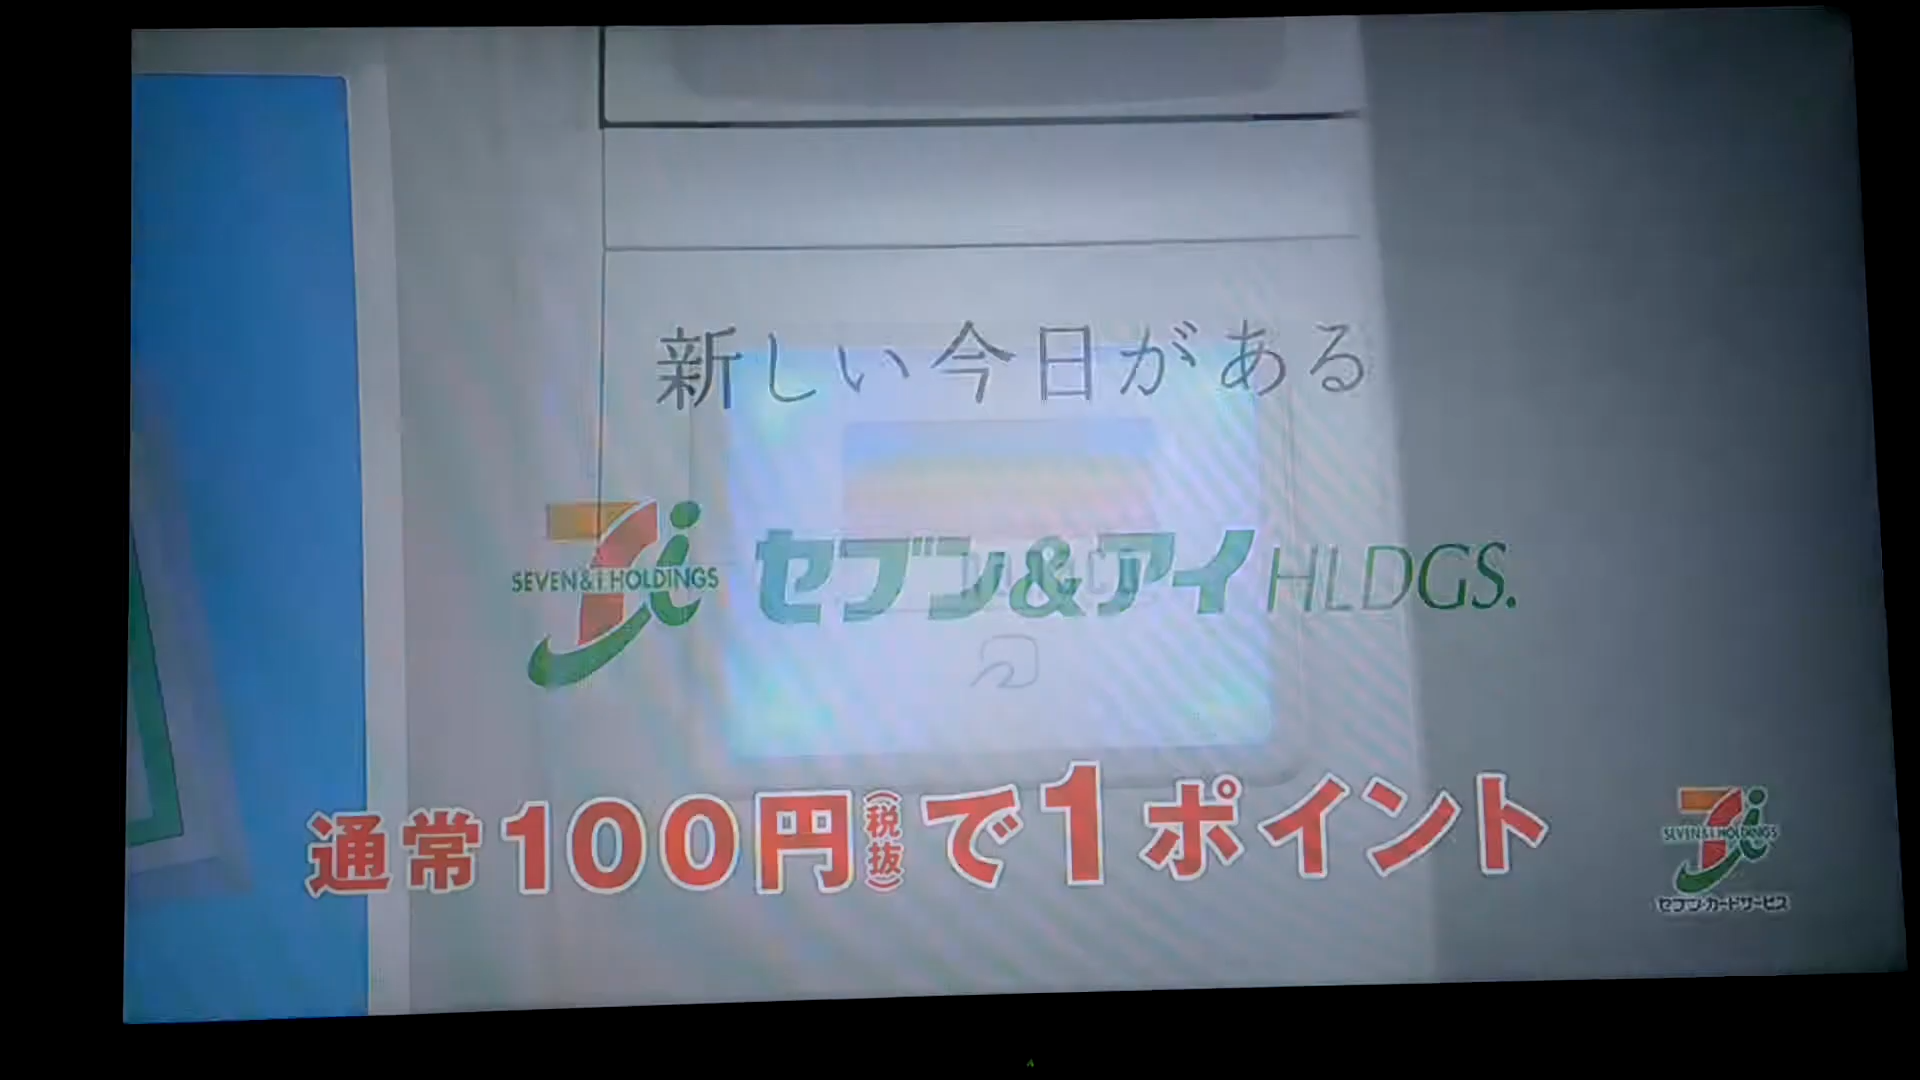 新しい今日がある
SEVEN&i HOLDINGS
セブン&アイ HLDGS.
通常100円(税抜)で1ポイント
SEVEN&i HOLDINGS
セブン・カードサービス